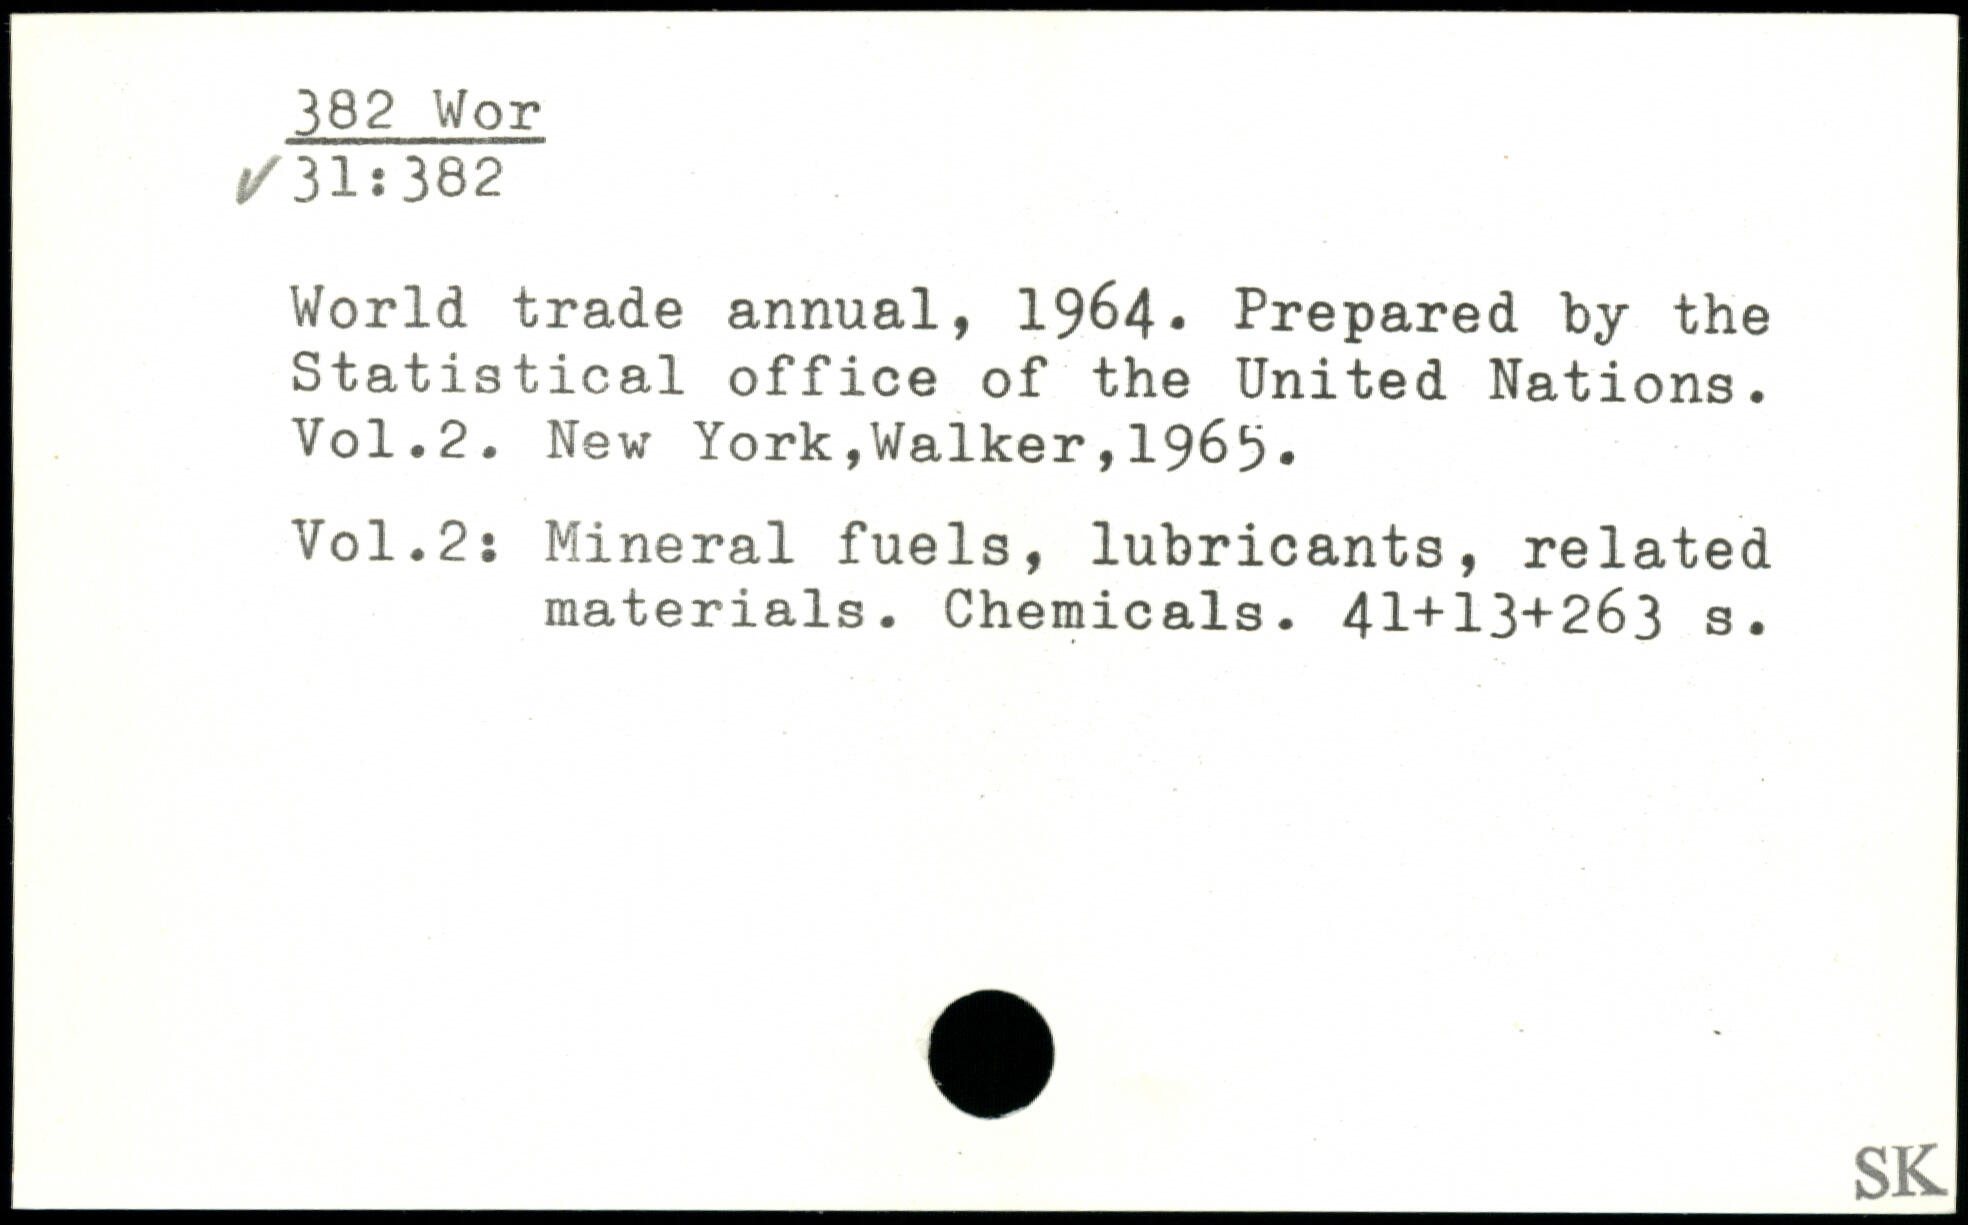 382 Wor
✓31:382
World trade annual, 1964. Prepared by the
Statistical office of the United Nations.
Vol.2. New York,Walker,1965.
Vol.2: Mineral fuels, lubricants, related
materials. Chemicals. 41+13+263 s.
SK